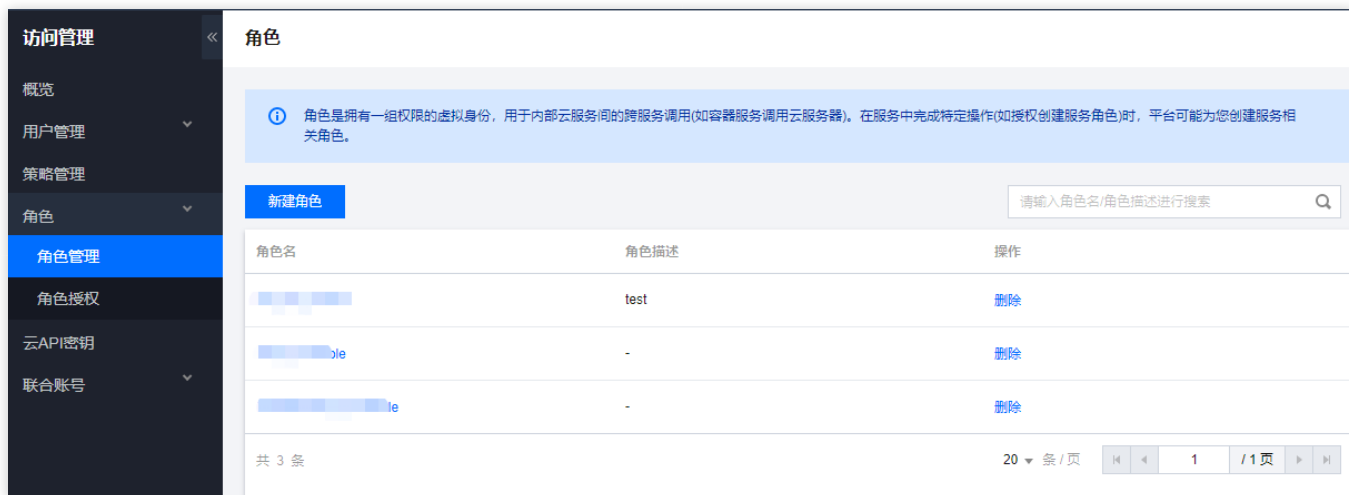 访问管理
«
角色
概览
用户管理
策略管理
角色
角色管理
角色授权
云API密钥
联合账号
角色是拥有一组权限的虚拟身份，用于内部云服务间的跨服务调用(如容器服务调用云服务器)。在服务中完成特定操作(如授权创建服务角色)时，平台可能为您创建服务相
关角色。
新建角色
请输入角色名/角色描述进行搜索
角色名 角色描述 操作
test 删除
- 删除
- 删除
共 3 条 20 条 / 页 1 / 1 页